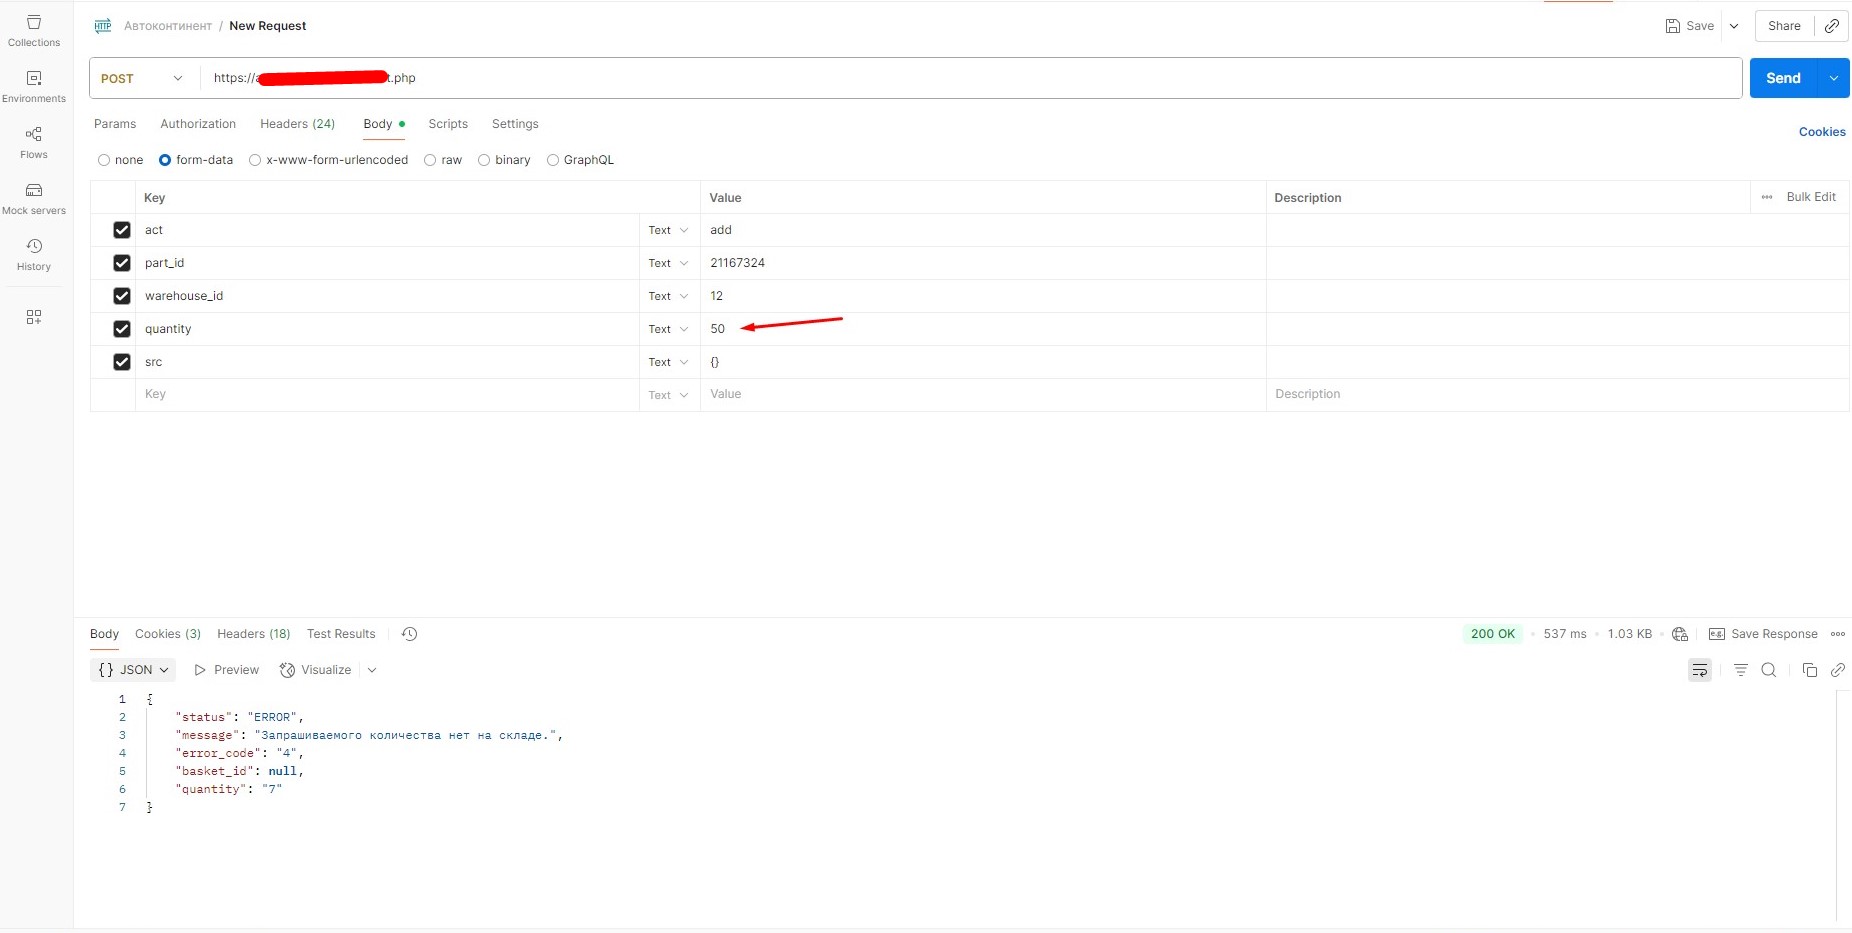 Collections
Environments
Flows
Mock servers
History
HTTP Автоконтинент / New Request
Save
Share
POST https://a t.php
Send
Params Authorization Headers (24) Body Scripts Settings
Cookies
none form-data x-www-form-urlencoded raw binary GraphQL
Key Value Description ... Bulk Edit
act Text add
part_id Text 21167324
warehouse_id Text 12
quantity Text 50
src Text {}
Key Text Value Description
Body Cookies (3) Headers (18) Test Results
200 OK • 537 ms • 1.03 KB • e.g. Save Response
{} JSON Preview Visualize
1 {
2 "status": "ERROR",
3 "message": "Запрашиваемого количества нет на складе.",
4 "error_code": "4",
5 "basket_id": null,
6 "quantity": "7"
7 }